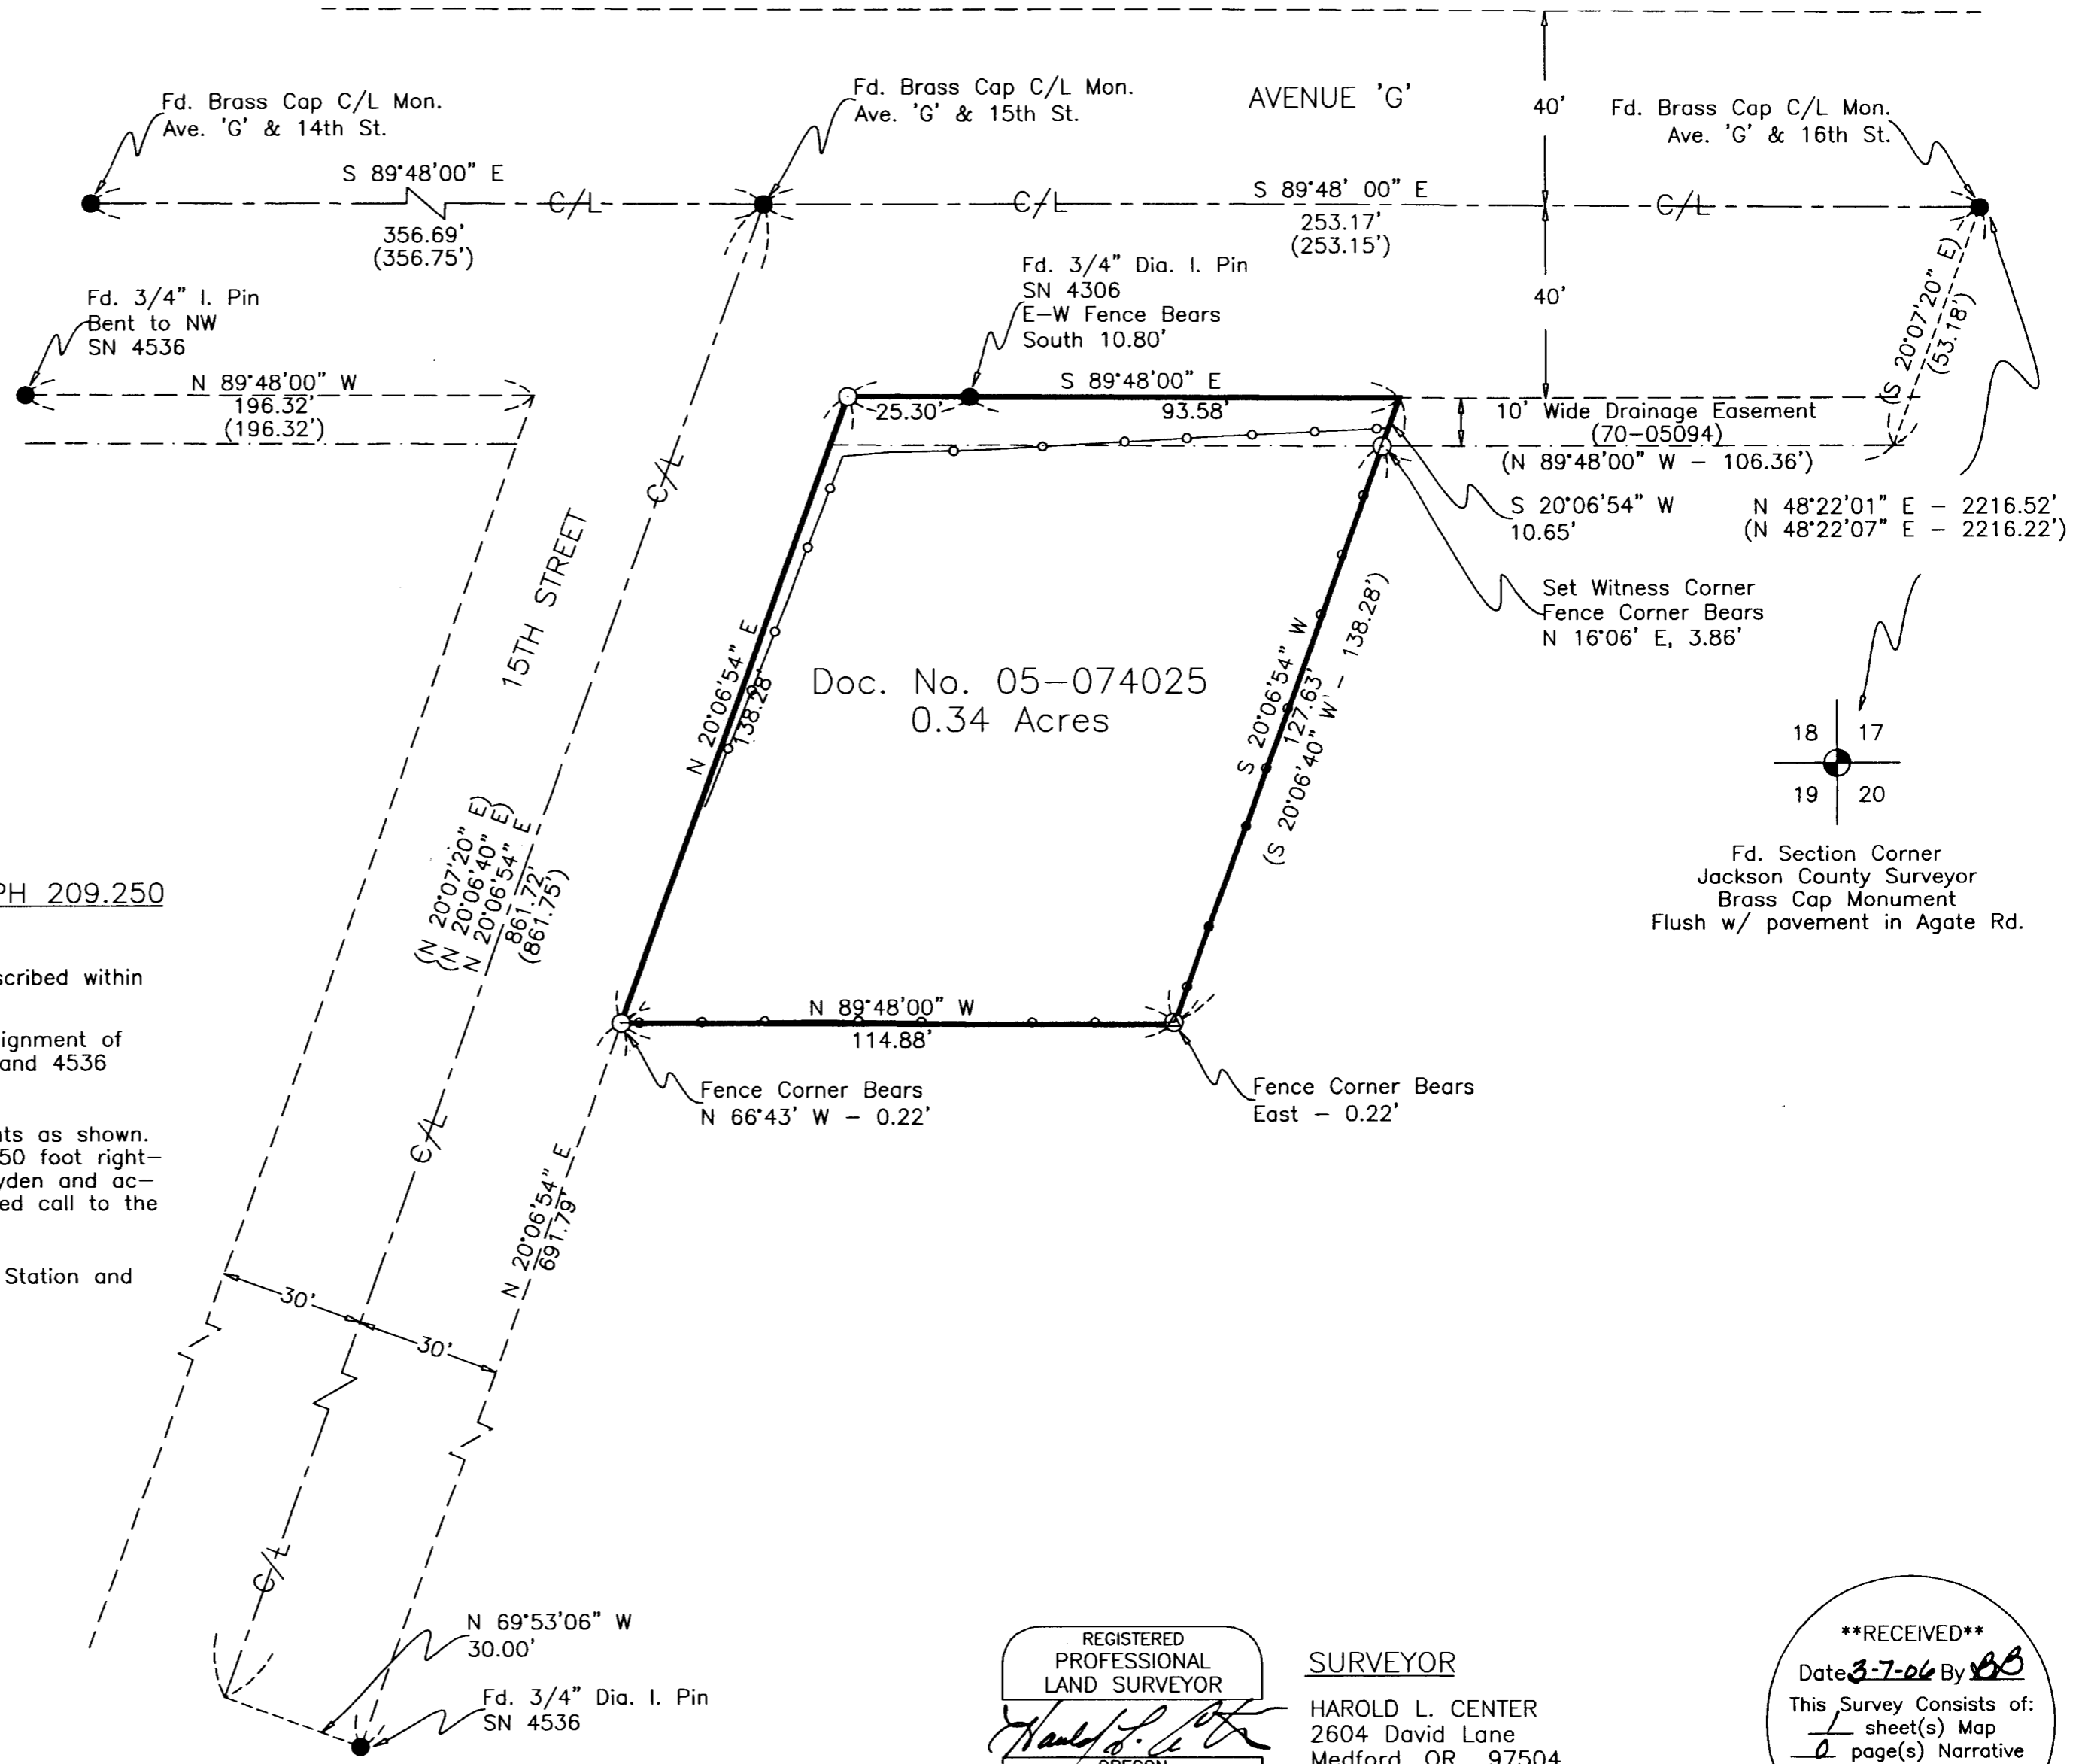 Fd. Brass Cap C/L Mon.
Ave. 'G' & 14th St.
Fd. Brass Cap C/L Mon.
Ave. 'G' & 15th St.
AVENUE 'G'
40'
Fd. Brass Cap C/L Mon.
Ave. 'G' & 16th St.
S 89°48'00" E
C/L
356.69'
(356.75')
C/L
S 89°48' 00" E
253.17'
(253.15')
C/L
40'
(S 20°07'20" E)
(53.18')
Fd. 3/4" I. Pin
Bent to NW
SN 4536
Fd. 3/4" Dia. I. Pin
SN 4306
E-W Fence Bears
South 10.80'
N 89°48'00" W
196.32'
(196.32')
S 89°48'00" E
25.30'
93.58'
10' Wide Drainage Easement
(70-05094)
(N 89°48'00" W - 106.36')
C/L
S 20°06'54" W
10.65'
N 48°22'01" E - 2216.52'
(N 48°22'07" E - 2216.22')
15TH STREET
Set Witness Corner
Fence Corner Bears
N 16°06' E, 3.86'
N 20°06'54" E
138.28'
Doc. No. 05-074025
0.34 Acres
S 20°06'54" W
127.63'
(S 20°06'40" W - 138.28')
18 17
19 20
Fd. Section Corner
Jackson County Surveyor
Brass Cap Monument
Flush w/ pavement in Agate Rd.
(N 20°07'20" E)
(N 20°06'40" E)
N 20°06'54" E
861.72'
(861.75')
PH 209.250
scribed within
ignment of
and 4536
nts as shown.
50 foot right-
yden and ac-
ed call to the
Station and
N 89°48'00" W
114.88'
Fence Corner Bears
N 66°43' W - 0.22'
Fence Corner Bears
East - 0.22'
C/L
N 20°06'54" E
691.79'
30'
30'
C/L
N 69°53'06" W
30.00'
Fd. 3/4" Dia. I. Pin
SN 4536
REGISTERED
PROFESSIONAL
LAND SURVEYOR
Harold L. Center
OREGON
SURVEYOR
HAROLD L. CENTER
2604 David Lane
Medford, OR. 97504
**RECEIVED**
Date 3-7-06 By BB
This Survey Consists of:
1 sheet(s) Map
0 page(s) Narrative